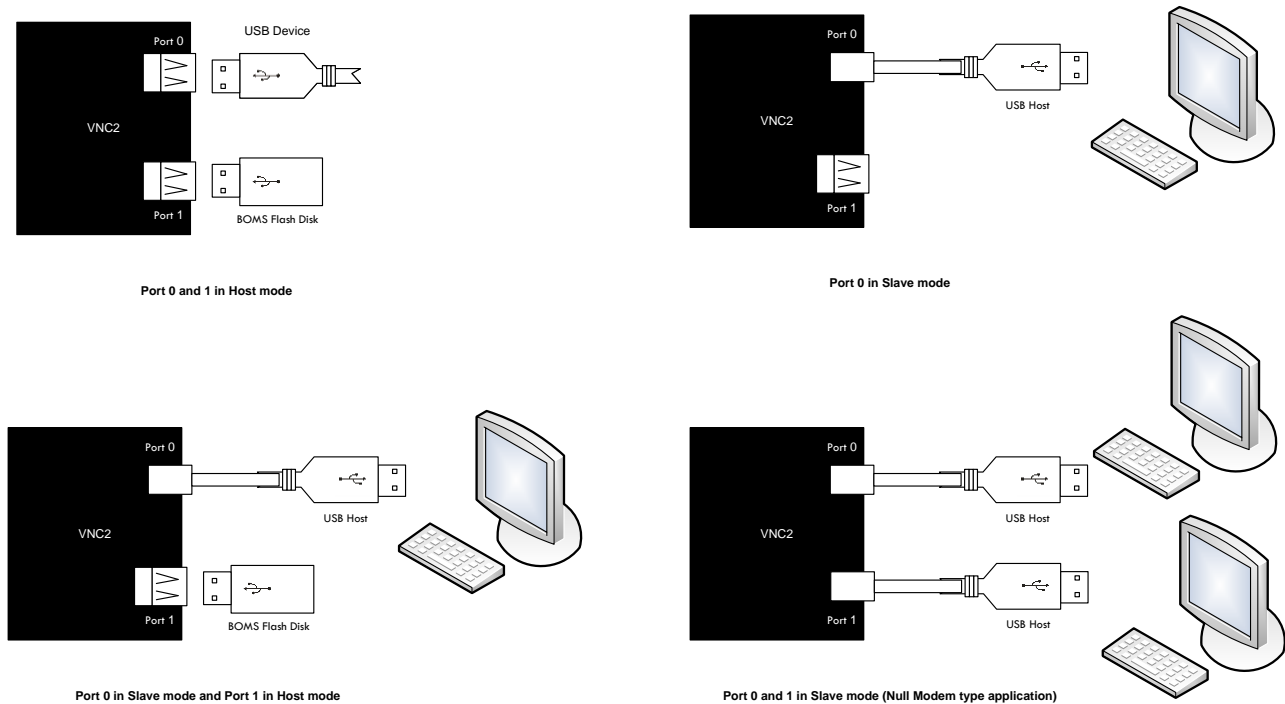 Port 0
USB Device
VNC2
Port 1
BOMS Flash Disk
Port 0 and 1 in Host mode
Port 0
USB Host
VNC2
Port 1
Port 0 in Slave mode
Port 0
USB Host
VNC2
Port 1
BOMS Flash Disk
Port 0 in Slave mode and Port 1 in Host mode
Port 0
USB Host
VNC2
Port 1
USB Host
Port 0 and 1 in Slave mode (Null Modem type application)